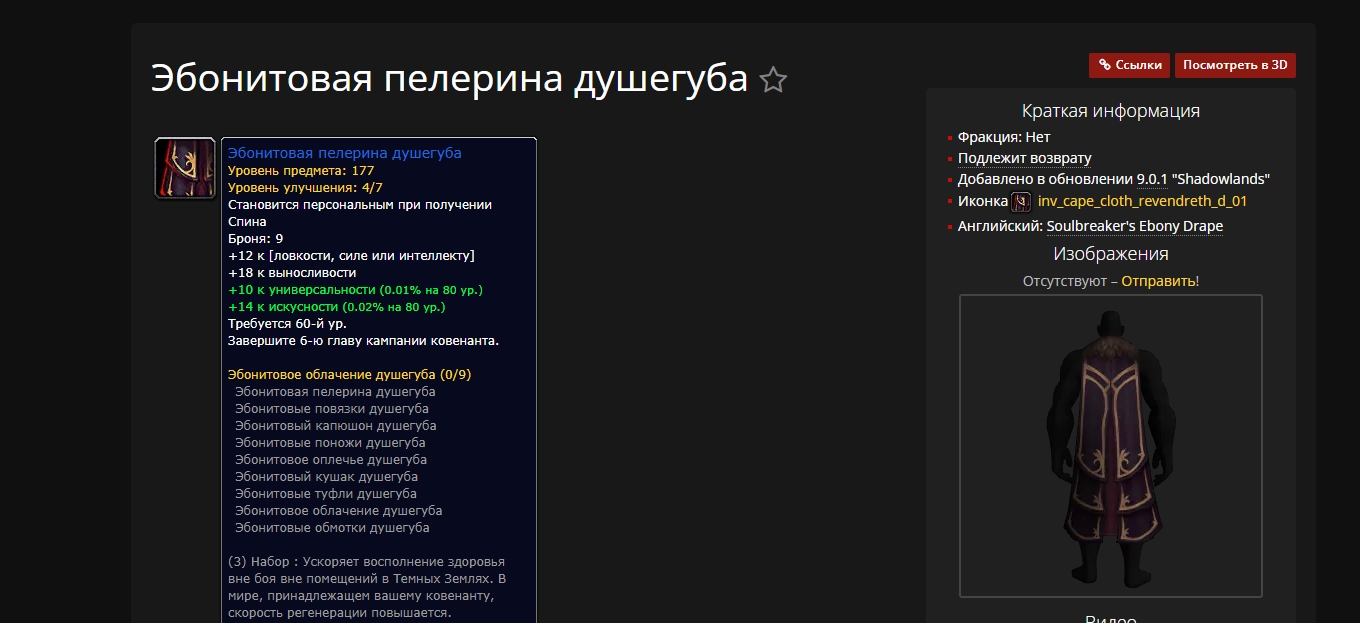 Эбонитовая пелерина душегуба
Ссылки
Посмотреть в 3D
Эбонитовая пелерина душегуба
Уровень предмета: 177
Уровень улучшения: 4/7
Становится персональным при получении
Спина
Броня: 9
+12 к [ловкости, силе или интеллекту]
+18 к выносливости
+10 к универсальности (0.01% на 80 ур.)
+14 к искусности (0.02% на 80 ур.)
Требуется 60-й ур.
Завершите 6-ю главу кампании ковенанта.
Эбонитовое облачение душегуба (0/9)
Эбонитовая пелерина душегуба
Эбонитовые повязки душегуба
Эбонитовый капюшон душегуба
Эбонитовые поножи душегуба
Эбонитовое оплечье душегуба
Эбонитовый кушак душегуба
Эбонитовые туфли душегуба
Эбонитовое облачение душегуба
Эбонитовые обмотки душегуба
(3) Набор : Ускоряет восполнение здоровья
вне боя вне помещений в Темных Землях. В
мире, принадлежащем вашему ковенанту,
скорость регенерации повышается.
Краткая информация
Фракция: Нет
Подлежит возврату
Добавлено в обновлении 9.0.1 "Shadowlands"
Иконка inv_cape_cloth_revendreth_d_01
Английский: Soulbreaker's Ebony Drape
Изображения
Отсутствуют – Отправить!
Видео